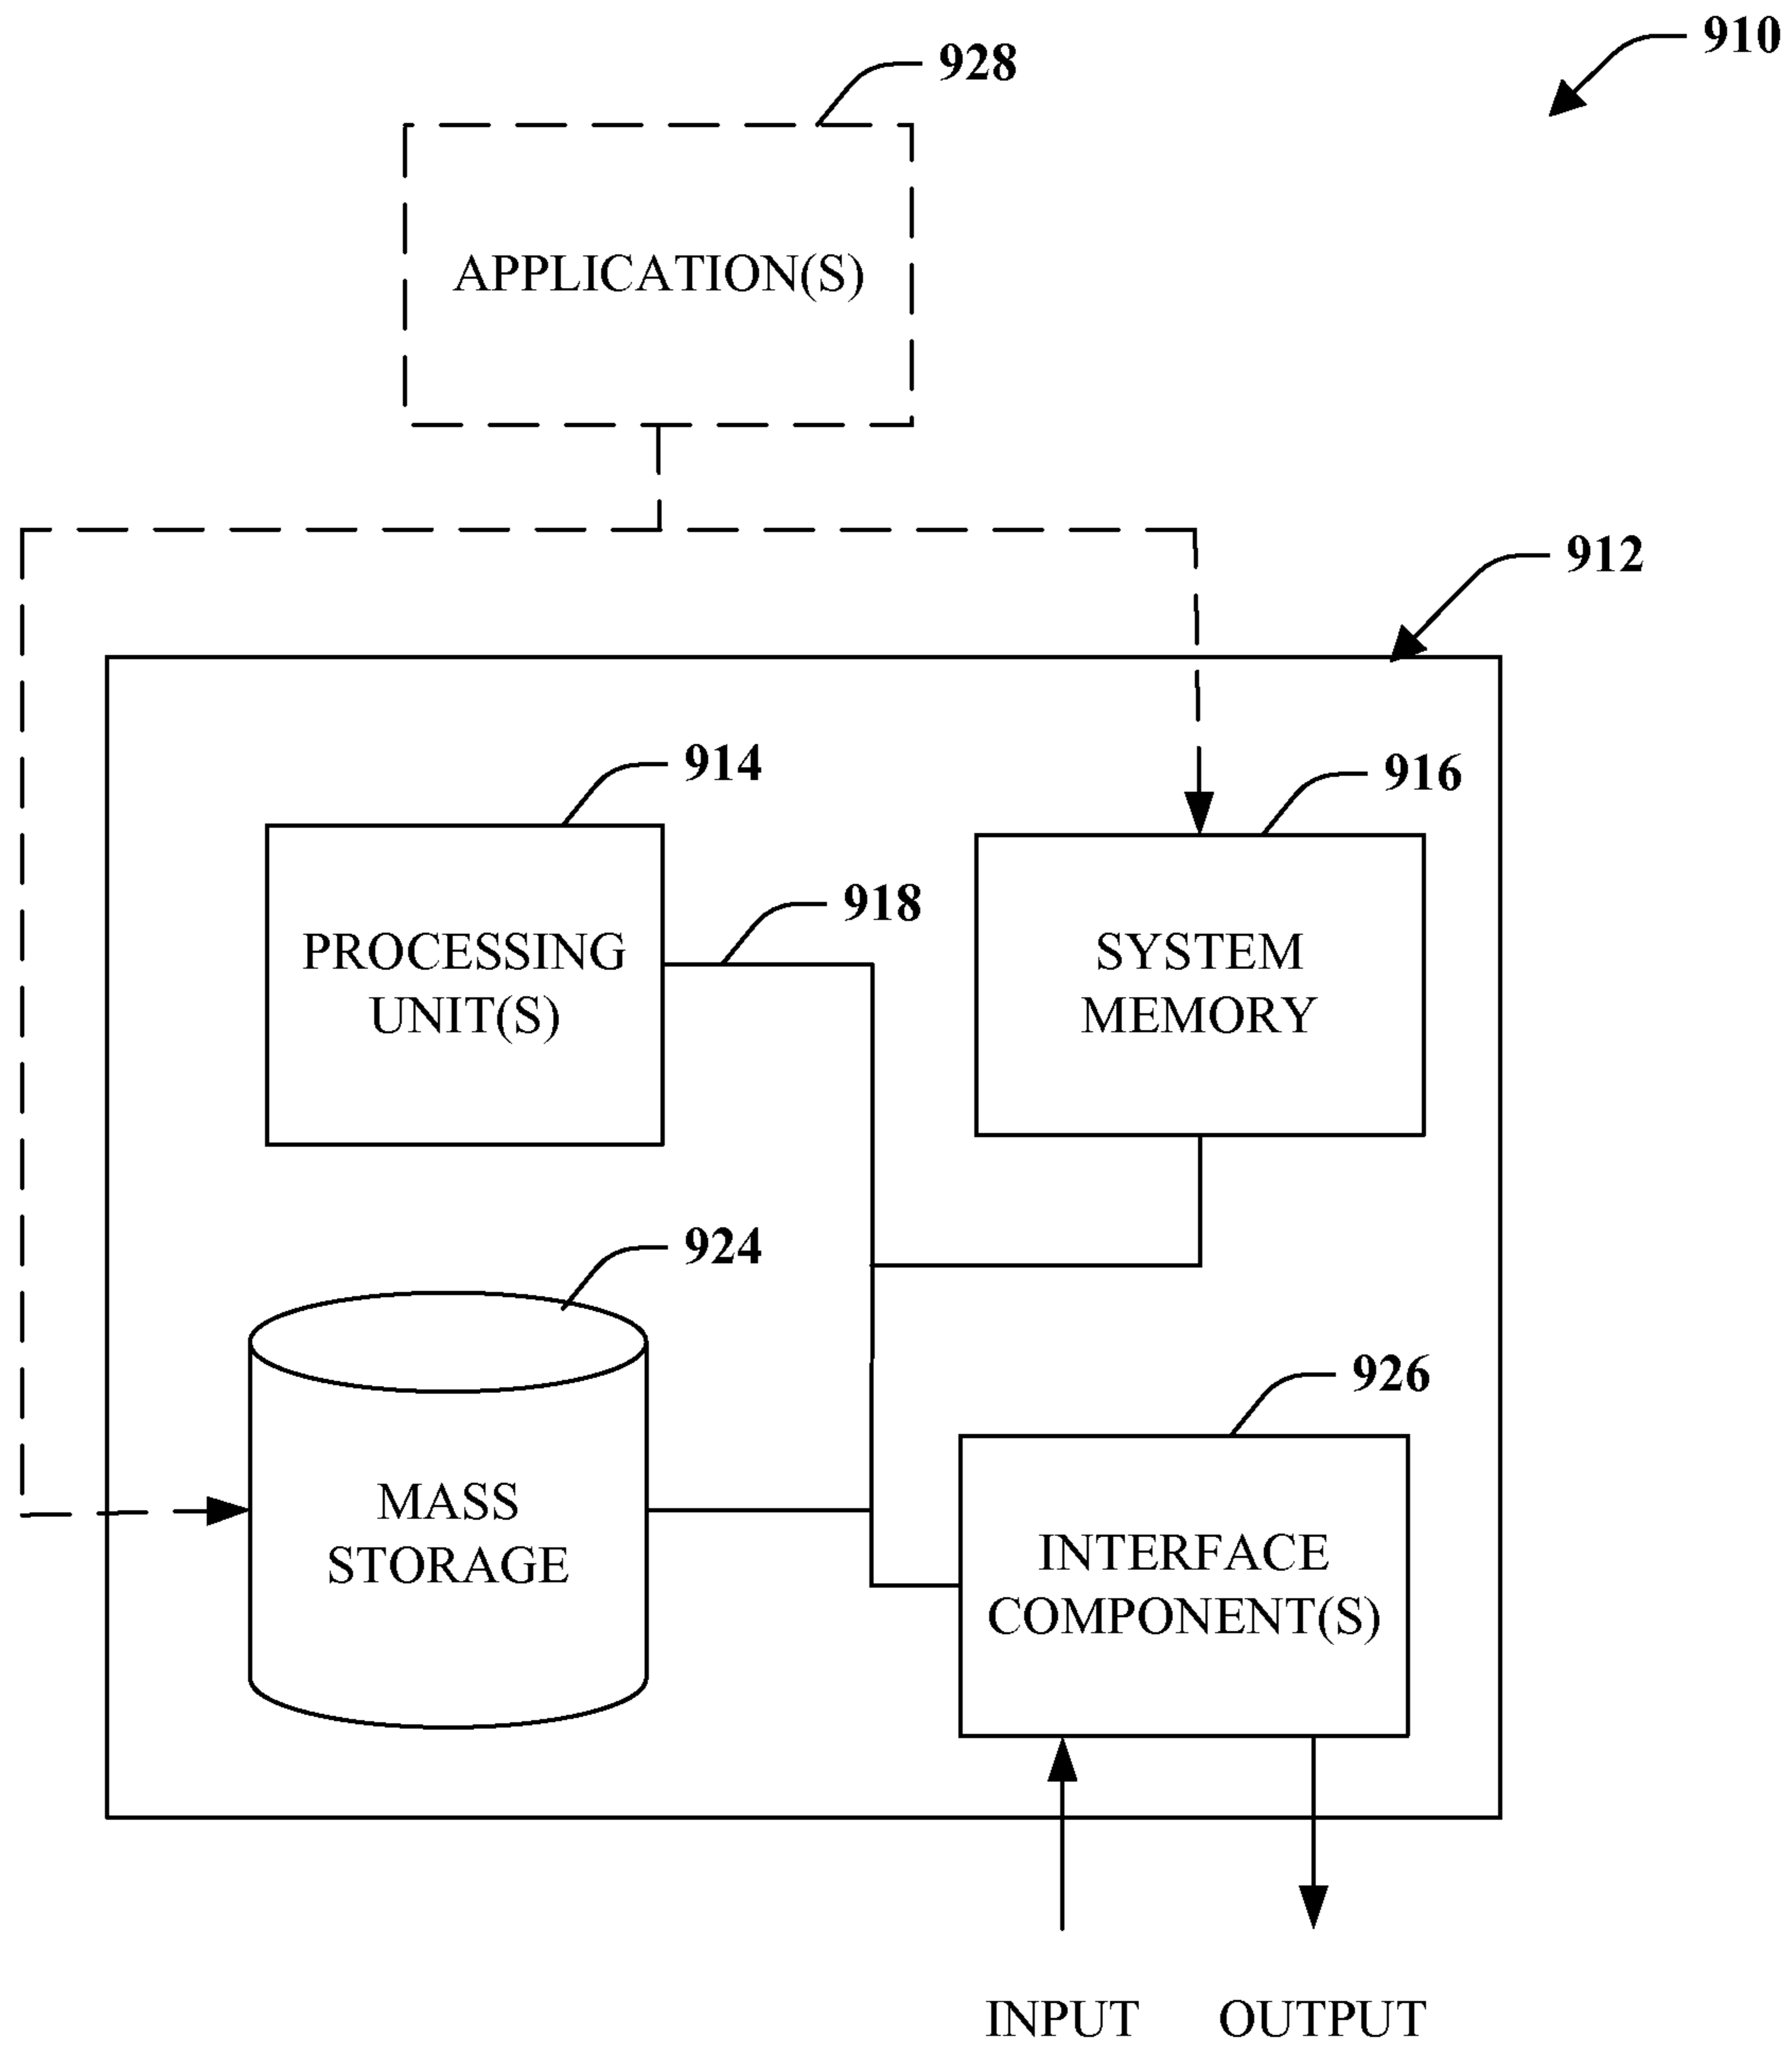 910
928
APPLICATION(S)
912
914
916
918
PROCESSING
UNIT(S)
SYSTEM
MEMORY
924
926
MASS
STORAGE
INTERFACE
COMPONENT(S)
INPUT
OUTPUT